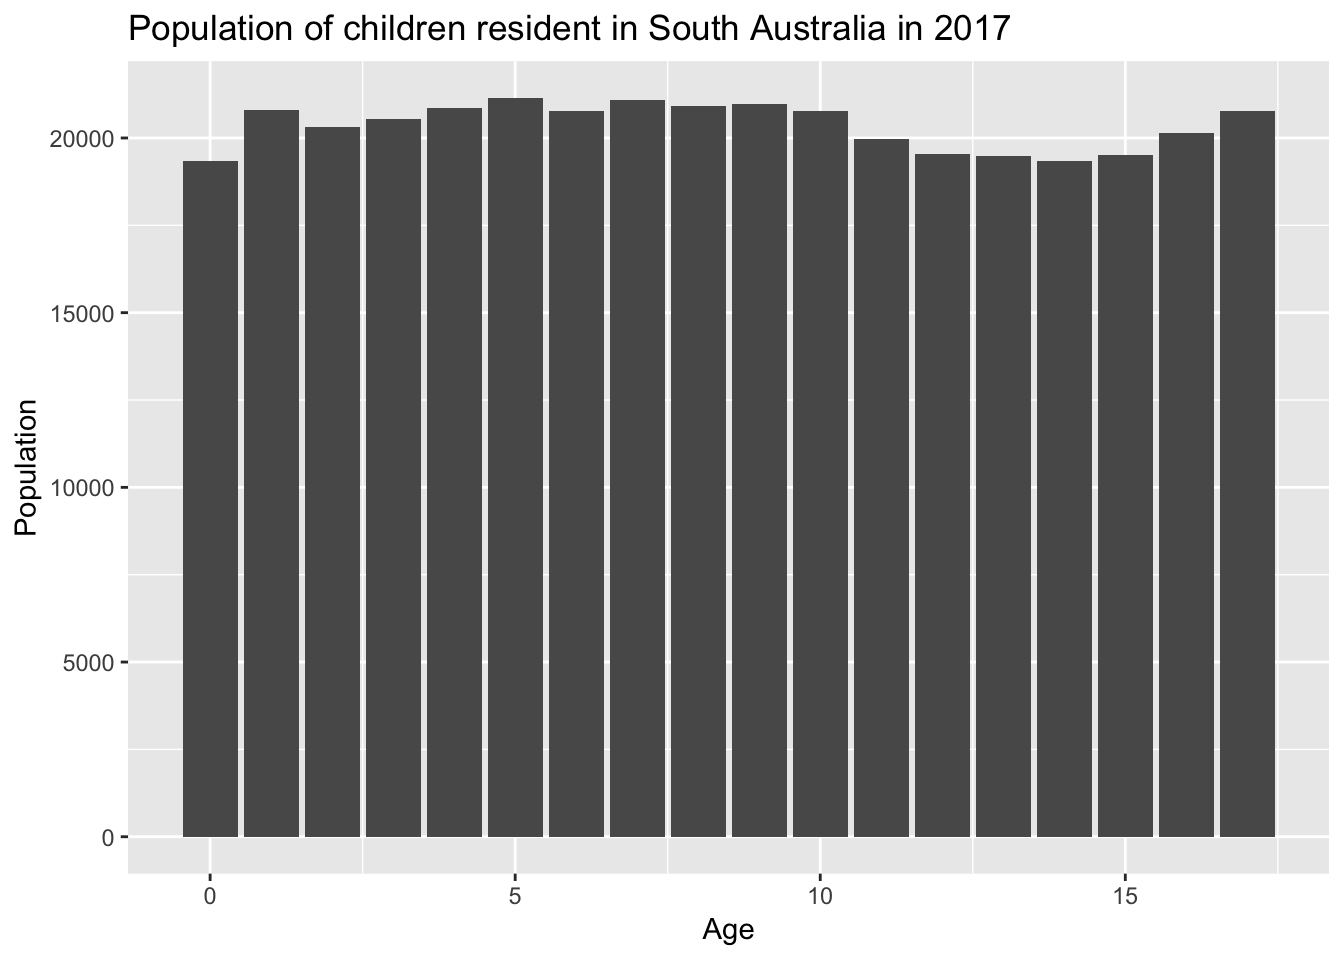 Population of children resident in South Australia in 2017
20000
15000
10000
5000
0
Population
0 5 10 15
Age